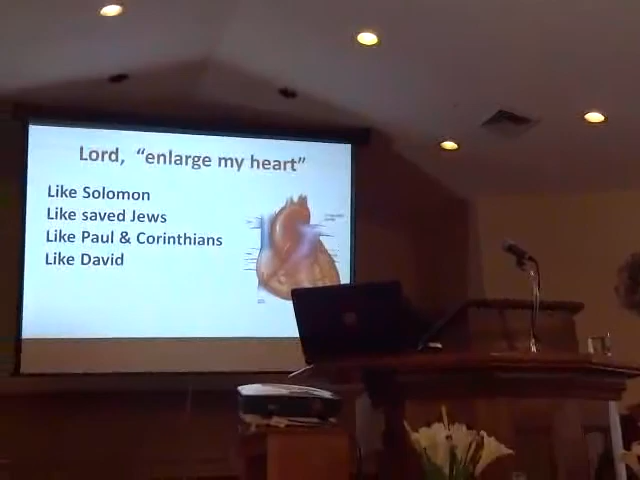 Lord, “enlarge my heart”
Like Solomon
Like saved Jews
Like Paul & Corinthians
Like David